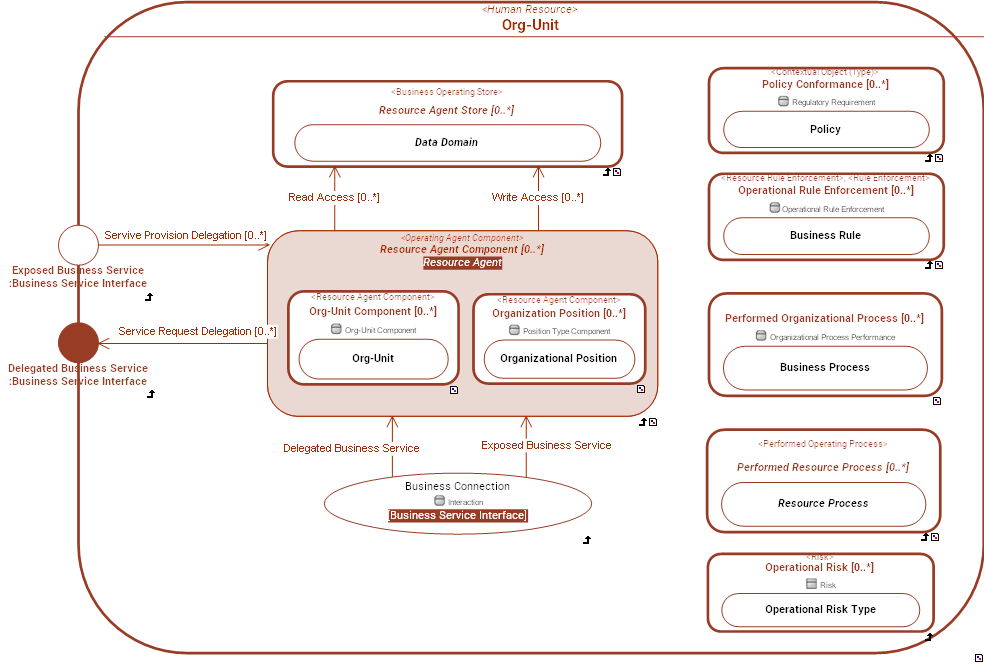 <Human Resource>
Org-Unit
<Business Operating Store>
Resource Agent Store [0..*]
Data Domain
Read Access [0..*]
Write Access [0..*]
Servive Provision Delegation [0..*]
Exposed Business Service
:Business Service Interface
Service Request Delegation [0..*]
Delegated Business Service
:Business Service Interface
<Operating Agent Component>
Resource Agent Component [0..*]
Resource Agent
<Resource Agent Component>
Org-Unit Component [0..*]
Org-Unit Component
Org-Unit
<Resource Agent Component>
Organization Position [0..*]
Position Type Component
Organizational Position
Delegated Business Service
Exposed Business Service
Business Connection
Interaction
[Business Service Interface]
<Contextual Object (Type)>
Policy Conformance [0..*]
Regulatory Requirement
Policy
<Resource Rule Enforcement>, <Rule Enforcement>
Operational Rule Enforcement [0..*]
Operational Rule Enforcement
Business Rule
Performed Organizational Process [0..*]
Organizational Process Performance
Business Process
<Performed Operating Process>
Performed Resource Process [0..*]
Resource Process
<Risk>
Operational Risk [0..*]
Risk
Operational Risk Type